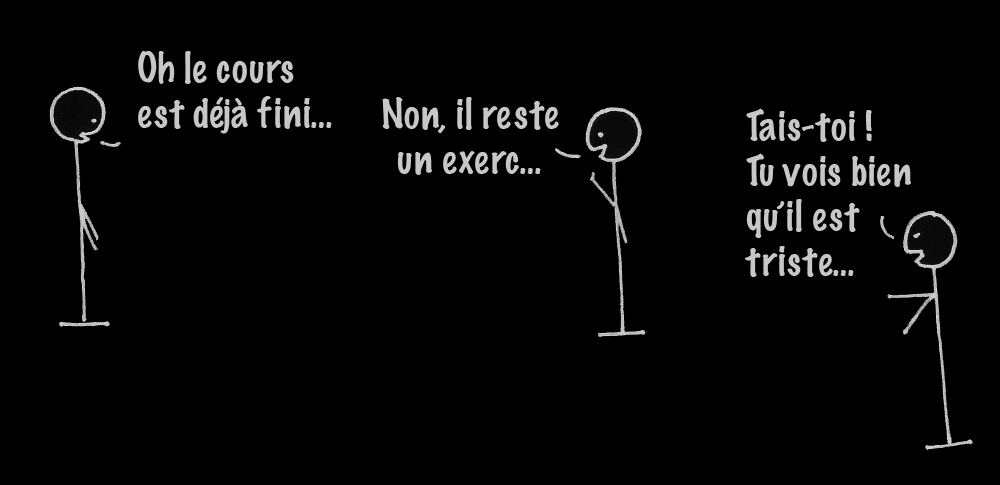 Oh le cours
est déjà fini...
Non, il reste
un exerc...
Tais-toi !
Tu vois bien
qu'il est
triste...